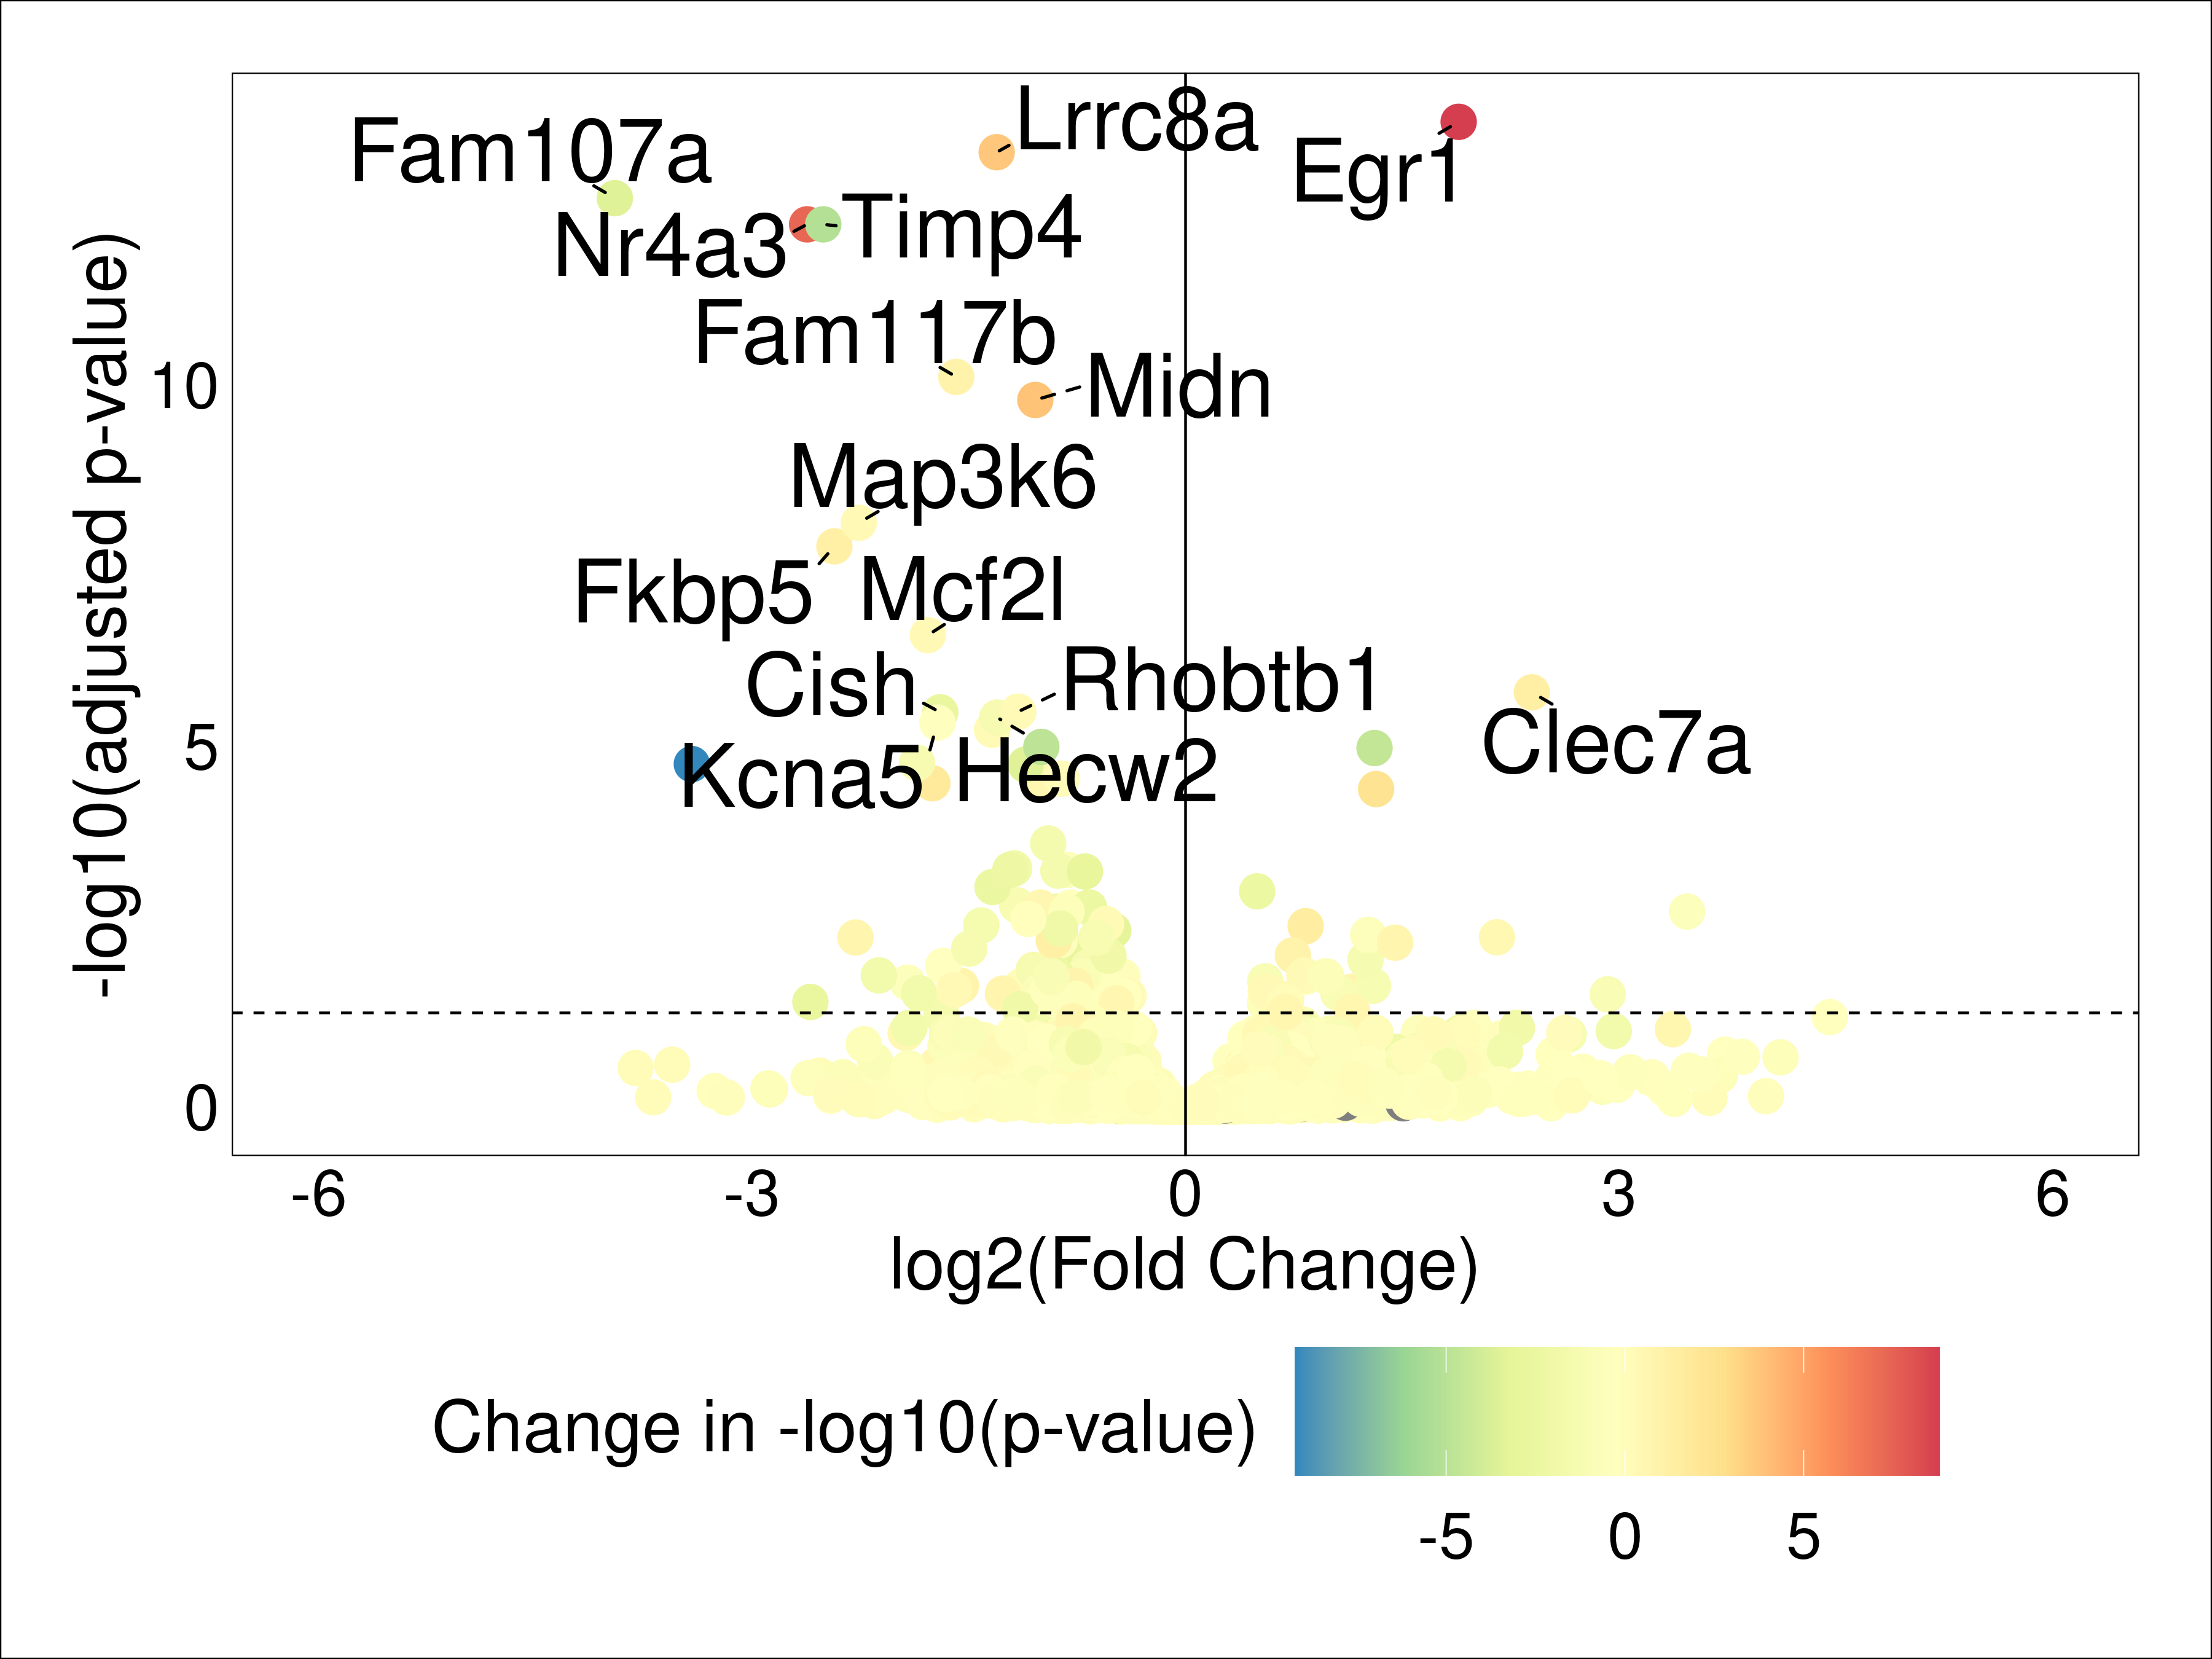 Lrrc8a
Fam107a
Egr1
Nr4a3
Timp4
Fam117b
Midn
Map3k6
Fkbp5
Mcf2l
Cish
Rhobtb1
Kcna5
Hecw2
Clec7a
-log10(adjusted p-value)
10
5
0
-6
-3
0
3
6
log2(Fold Change)
Change in -log10(p-value)
-5
0
5